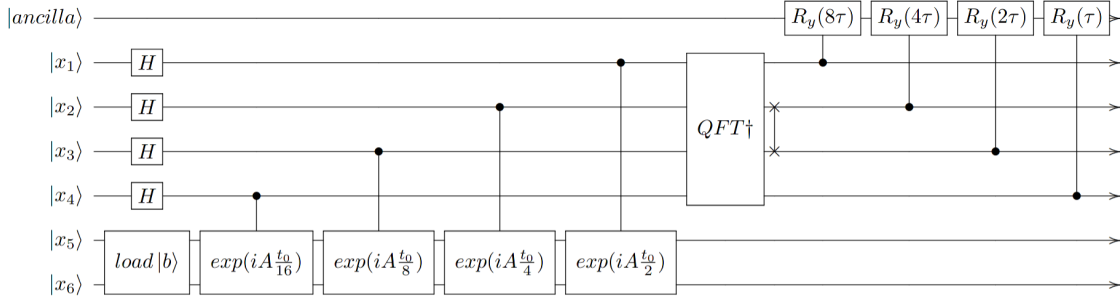 |ancilla⟩ R_y(8τ) R_y(4τ) R_y(2τ) R_y(τ)
|x₁⟩ H
|x₂⟩ H
QFT†
|x₃⟩ H
|x₄⟩ H
|x₅⟩
load |b⟩ exp(iA t₀/16) exp(iA t₀/8) exp(iA t₀/4) exp(iA t₀/2)
|x₆⟩